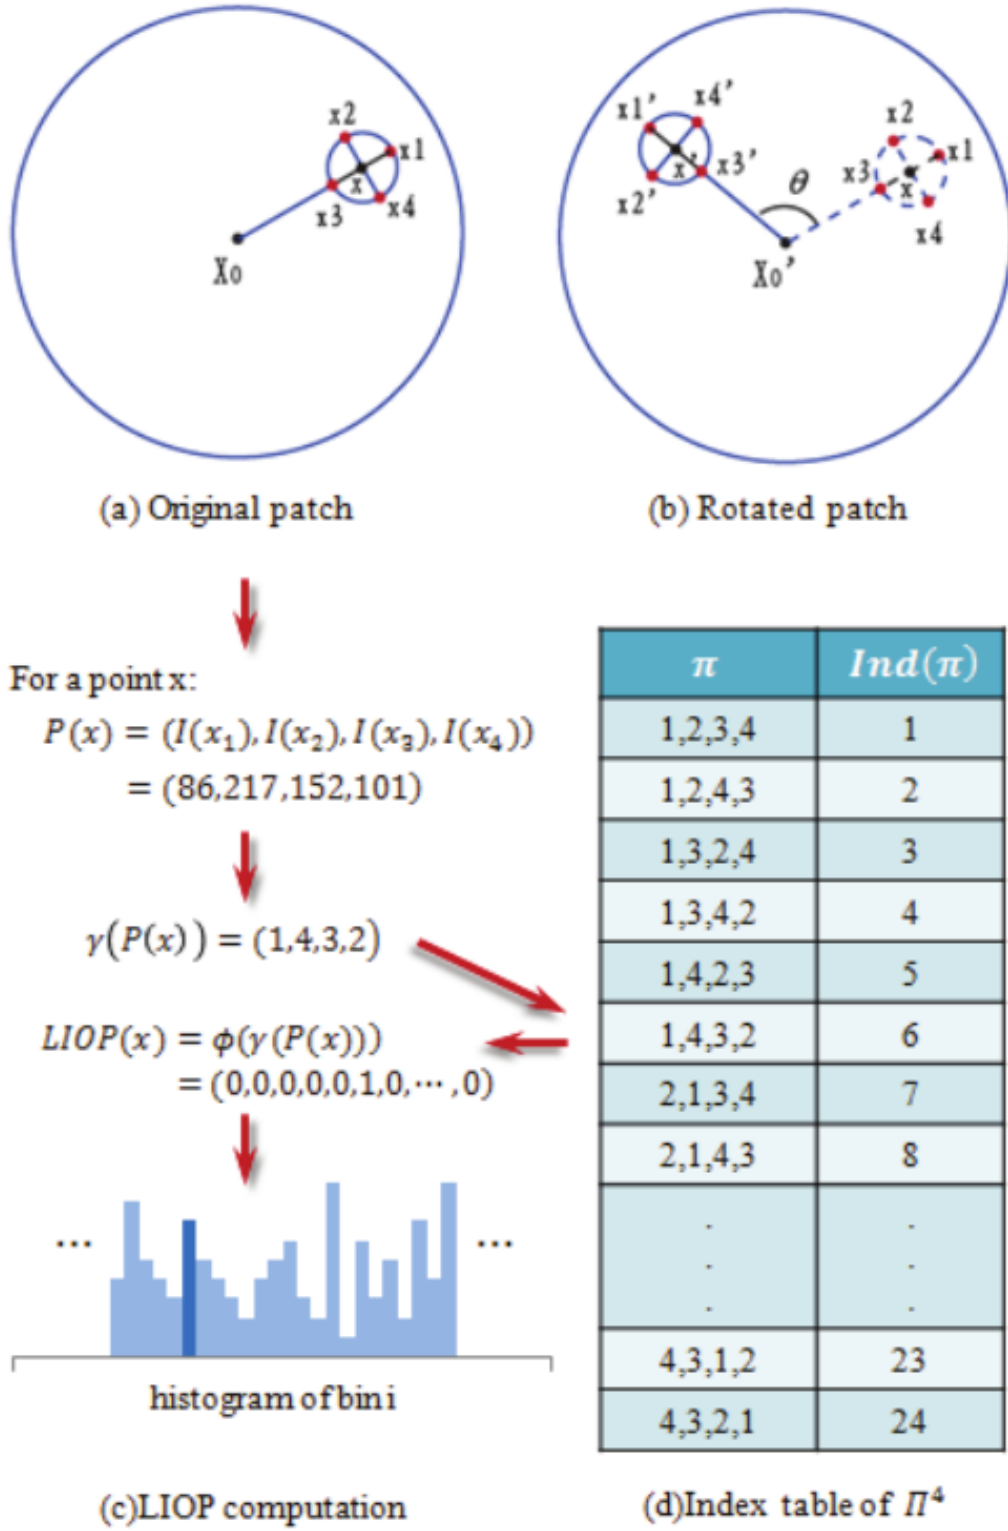 x2
x1
x
x3
x4
X₀
(a) Original patch
x1’
x4’
x’
x3’
x2’
θ
x2
x1
x3
x
x4
X₀’
(b) Rotated patch
For a point x:
P(x) = (I(x₁),I(x₂),I(x₃),I(x₄))
= (86,217,152,101)
γ(P(x)) = (1,4,3,2)
LIOP(x) = ϕ(γ(P(x)))
= (0,0,0,0,0,1,0,⋯,0)
... ...
histogram of bin i
(c)LIOP computation
π Ind(π)
1,2,3,4 1
1,2,4,3 2
1,3,2,4 3
1,3,4,2 4
1,4,2,3 5
1,4,3,2 6
2,1,3,4 7
2,1,4,3 8
. .
. .
. .
4,3,1,2 23
4,3,2,1 24
(d)Index table of Π⁴